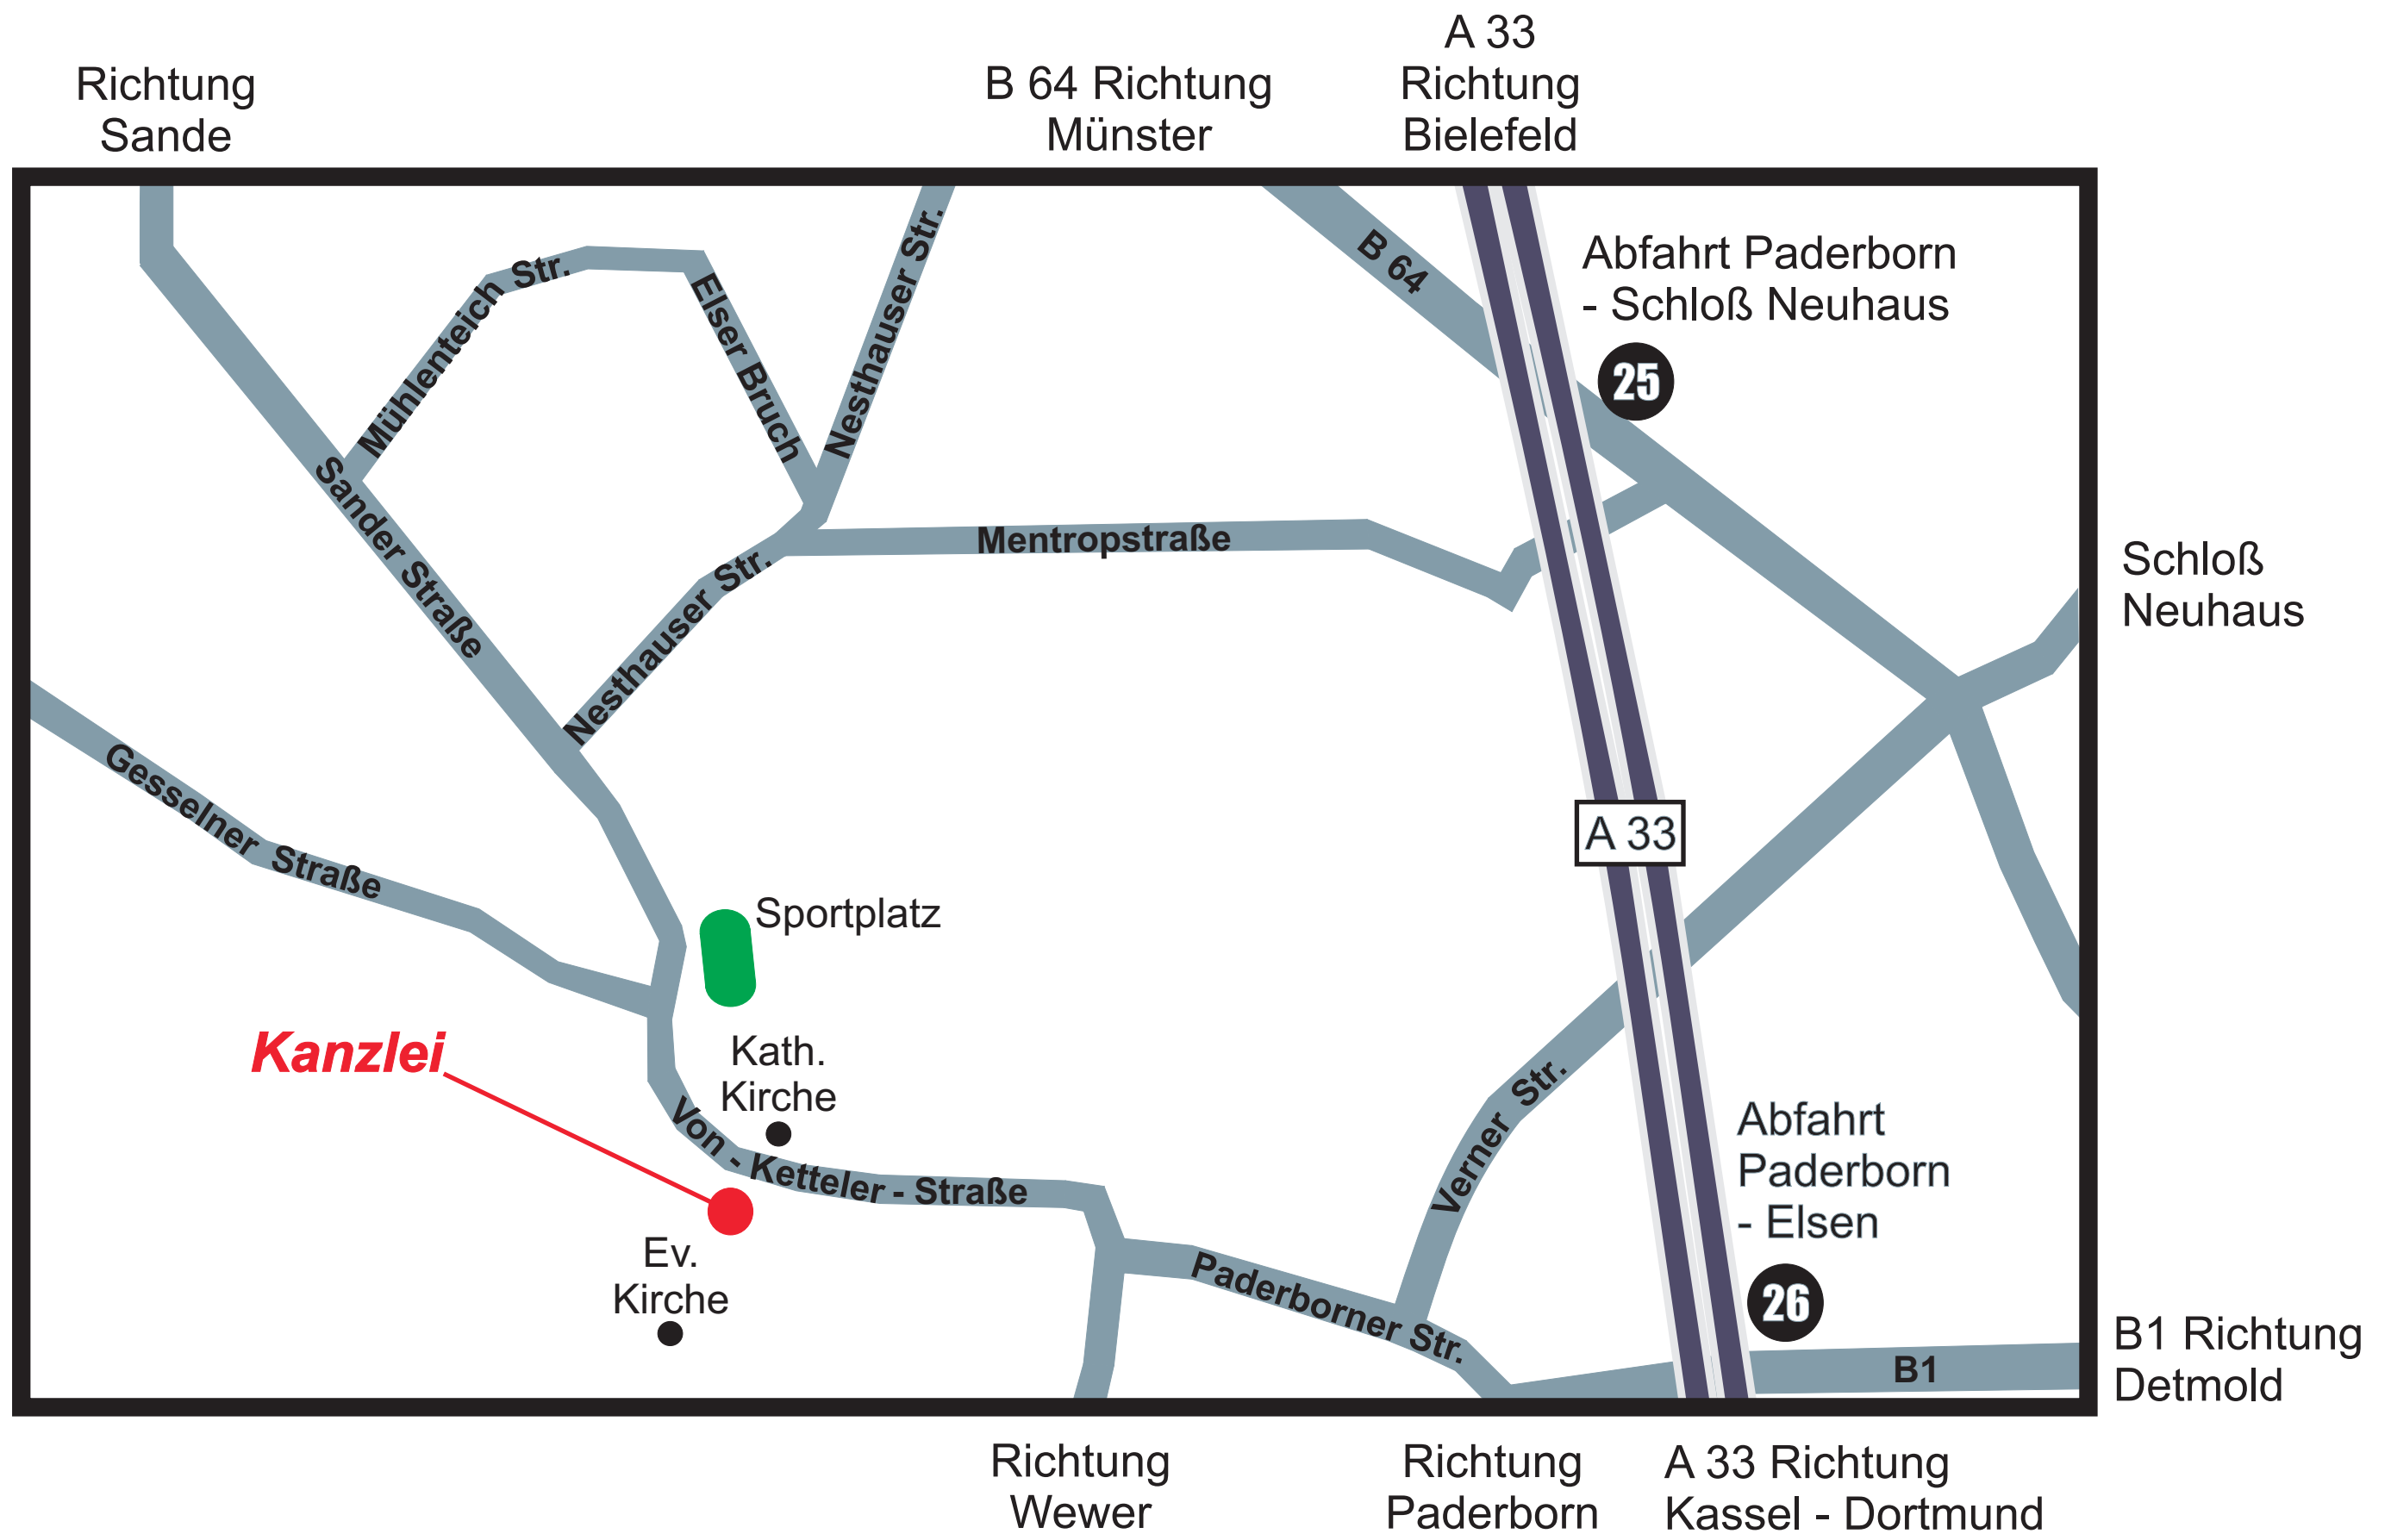 A 33
Richtung
Bielefeld
Richtung
Sande
B 64 Richtung
Münster
B 64
Abfahrt Paderborn
- Schloß Neuhaus
25
Mühlenteich Str.
Elser Bruch
Nesthauser Str.
Sander Straße
Mentropstraße
Nesthauser Str.
Schloß
Neuhaus
Gesselner Straße
A 33
Sportplatz
Kanzlei
Kath.
Kirche
Von - Ketteler - Straße
Verner Str.
Abfahrt
Paderborn
- Elsen
26
Ev.
Kirche
Paderborner Str.
B1
B1 Richtung
Detmold
Richtung
Wewer
Richtung
Paderborn
A 33 Richtung
Kassel - Dortmund